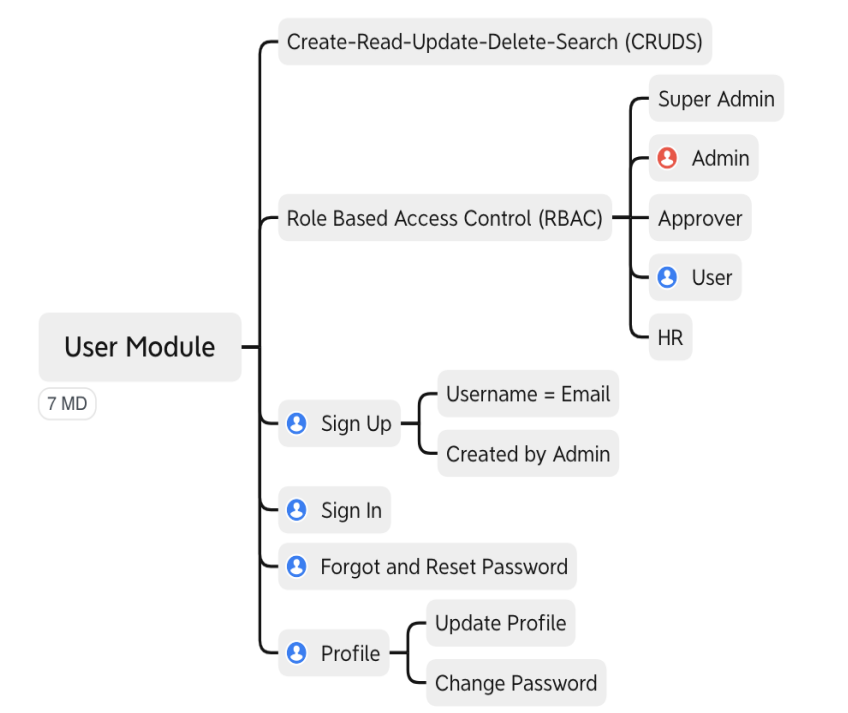 Create-Read-Update-Delete-Search (CRUDS)
Super Admin
Admin
Role Based Access Control (RBAC)
Approver
User
HR
User Module
7 MD
Sign Up
Username = Email
Created by Admin
Sign In
Forgot and Reset Password
Profile
Update Profile
Change Password